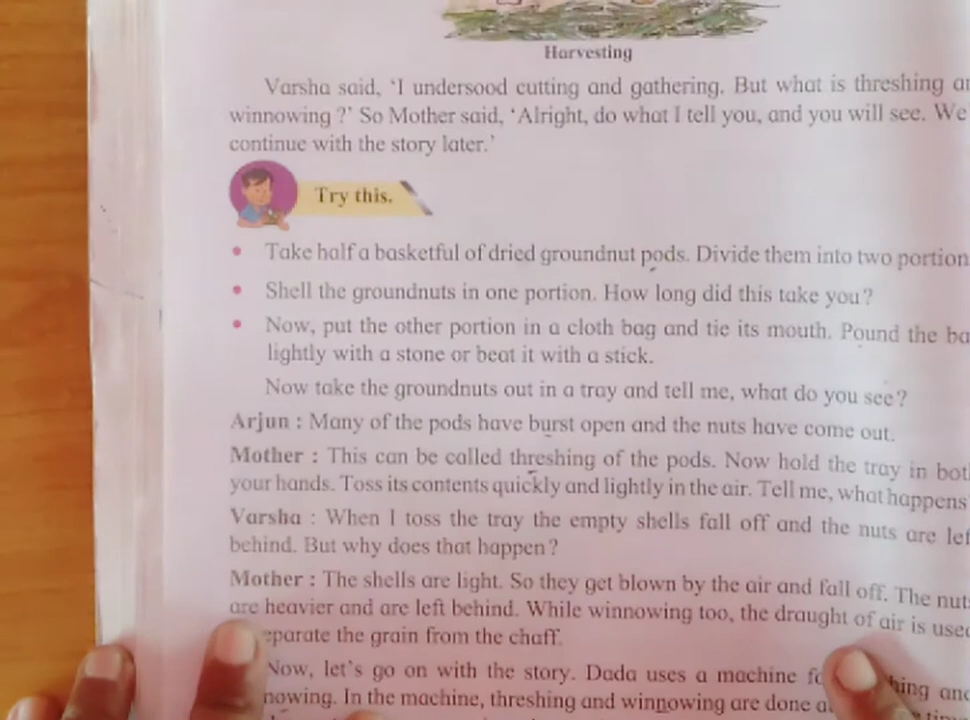 Harvesting
Varsha said, 'I undersood cutting and gathering. But what is threshing
winnowing ?' So Mother said, 'Alright, do what I tell you, and you will see. We
continue with the story later.'
Try this.
• Take half a basketful of dried groundnut pods. Divide them into two portion
• Shell the groundnuts in one portion. How long did this take you?
• Now, put the other portion in a cloth bag and tie its mouth. Pound the
lightly with a stone or beat it with a stick.
Now take the groundnuts out in a tray and tell me, what do you see?
Arjun : Many of the pods have burst open and the nuts have come out.
Mother : This can be called threshing of the pods. Now hold the tray in
your hands. Toss its contents quickly and lightly in the air. Tell me, what happens
Varsha : When I toss the tray the empty shells fall off and the nuts are
behind. But why does that happen?
Mother : The shells are light. So they get blown by the air and fall off. The nuts
are heavier and are left behind. While winnowing too, the draught of air is used
eparate the grain from the chaff.
Now, let's go on with the story. Dada uses a machine
nowing. In the machine, threshing and winnowing are done